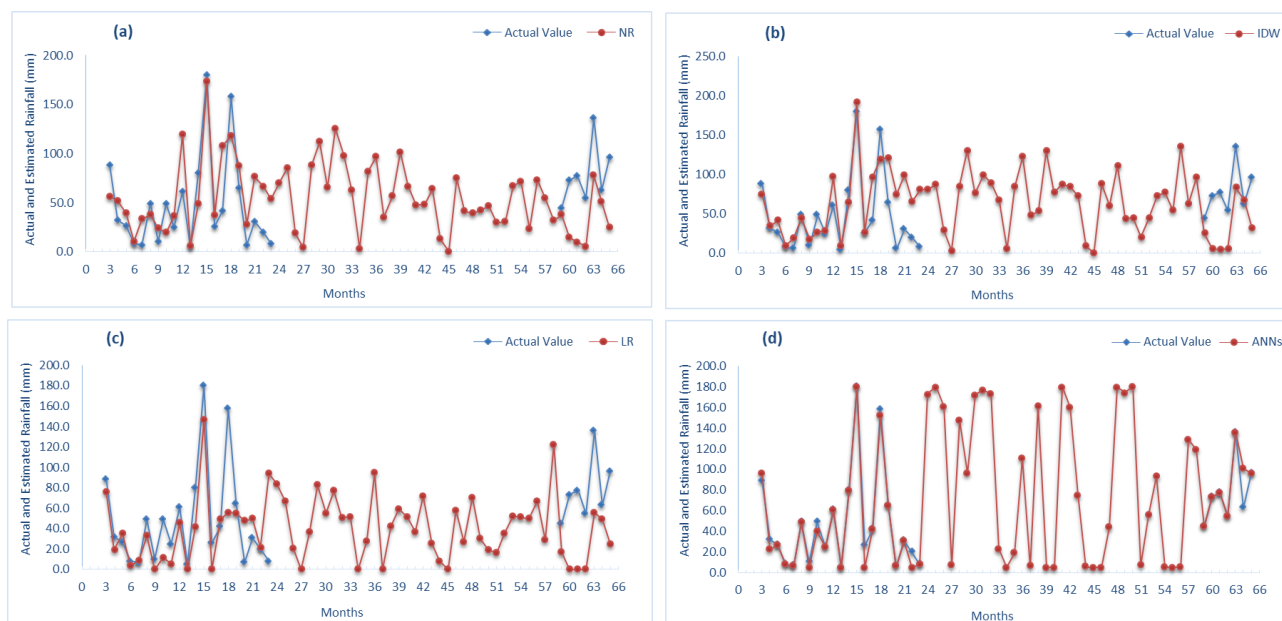 (a)
Actual Value NR
Actual and Estimated Rainfall (mm)
200.0
150.0
100.0
50.0
0.0
0 3 6 9 12 15 18 21 24 27 30 33 36 39 42 45 48 51 54 57 60 63 66
Months
(b)
Actual Value IDW
Actual and Estimated Rainfall (mm)
250.0
200.0
150.0
100.0
50.0
0.0
0 3 6 9 12 15 18 21 24 27 30 33 36 39 42 45 48 51 54 57 60 63 66
Months
(c)
Actual Value LR
Actual and Estimated Rainfall (mm)
200.0
180.0
160.0
140.0
120.0
100.0
80.0
60.0
40.0
20.0
0.0
0 3 6 9 12 15 18 21 24 27 30 33 36 39 42 45 48 51 54 57 60 63 66
Months
(d)
Actual Value ANNs
Actual and Estimated Rainfall (mm)
200.0
180.0
160.0
140.0
120.0
100.0
80.0
60.0
40.0
20.0
0.0
0 3 6 9 12 15 18 21 24 27 30 33 36 39 42 45 48 51 54 57 60 63 66
Months